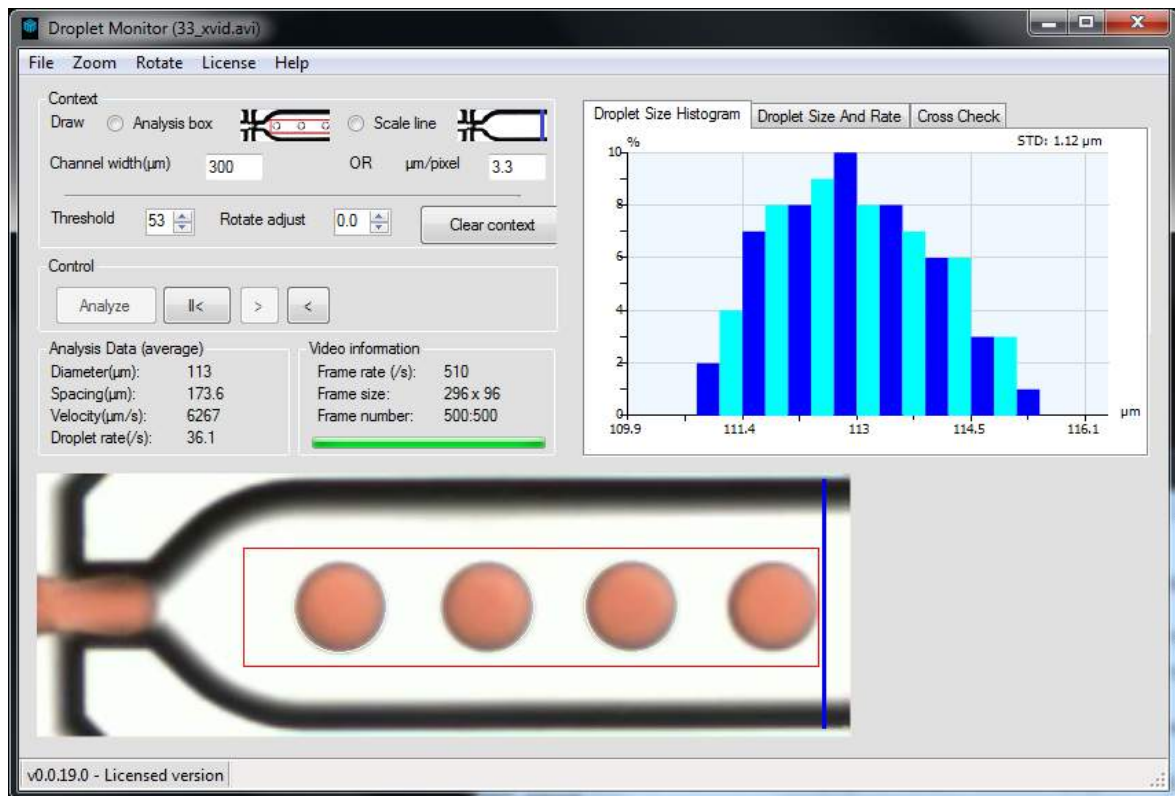 Droplet Monitor (33_xvid.avi)
File Zoom Rotate License Help
Context
Draw Analysis box Scale line
Channel width(µm) 300 OR µm/pixel 3.3
Threshold 53 Rotate adjust 0.0 Clear context
Control
Analyze II< > <
Analysis Data (average)
Diameter(µm): 113
Spacing(µm): 173.6
Velocity(µm/s): 6267
Droplet rate(/s): 36.1
Video information
Frame rate (/s): 510
Frame size: 296 x 96
Frame number: 500:500
Droplet Size Histogram Droplet Size And Rate Cross Check
% STD: 1.12 µm
10
8
6
4
2
0
109.9 111.4 113 114.5 116.1 µm
v0.0.19.0 - Licensed version